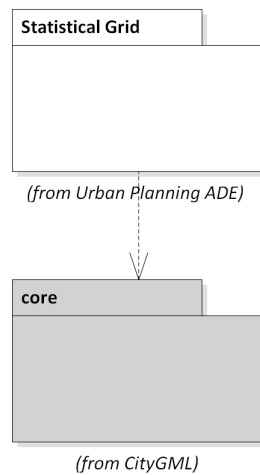 Statistical Grid
(from Urban Planning ADE)
core
(from CityGML)